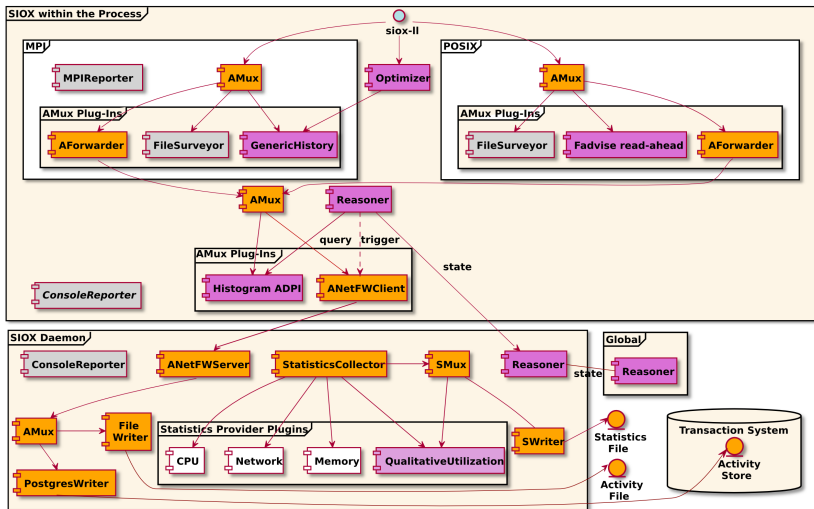 SIOX within the Process
siox-ll
MPI
POSIX
MPIReporter
AMux
Optimizer
AMux
AMux Plug-Ins
AMux Plug-Ins
AForwarder
FileSurveyor
GenericHistory
FileSurveyor
Fadvise read-ahead
AForwarder
AMux
Reasoner
query
trigger
AMux Plug-Ins
state
Histogram ADPI
ANetFWClient
ConsoleReporter
SIOX Daemon
Global
ConsoleReporter
ANetFWServer
StatisticsCollector
SMux
Reasoner
state
Reasoner
AMux
File
Writer
Statistics Provider Plugins
SWriter
Statistics
File
Transaction System
CPU
Network
Memory
QualitativeUtilization
Activity
Store
PostgresWriter
Activity
File